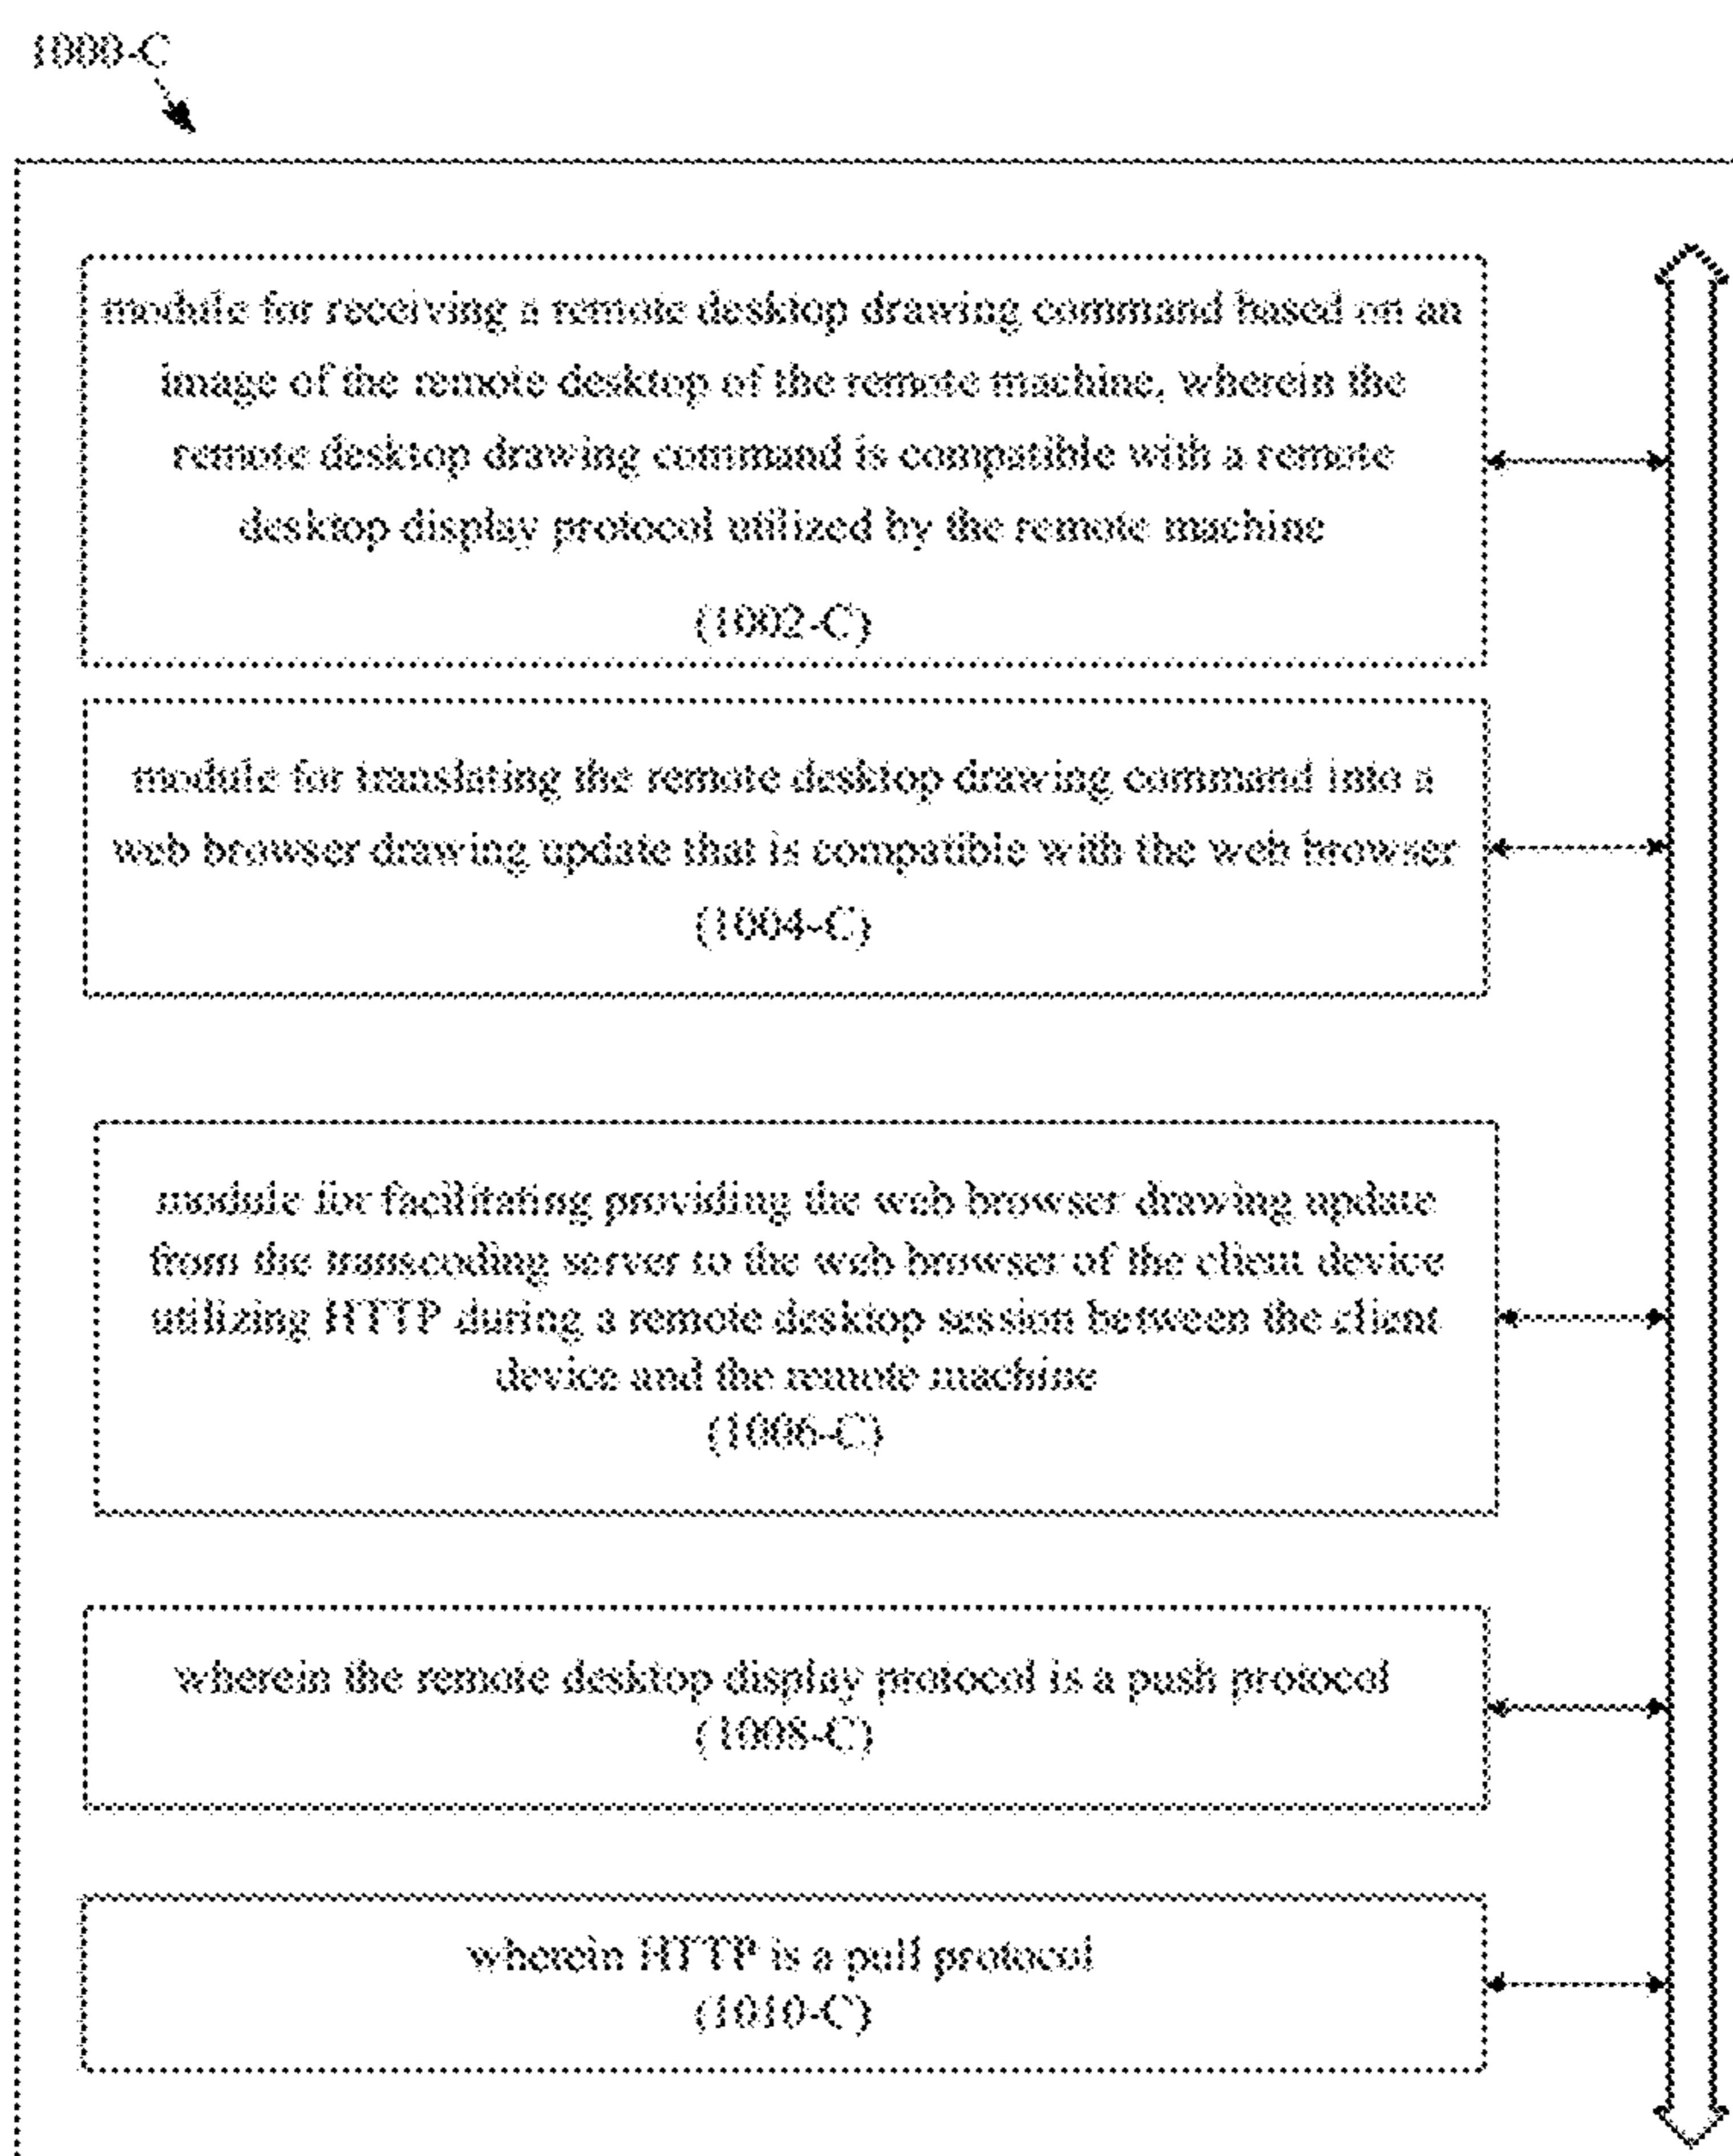 1000-C
module for receiving a remote desktop drawing command based on an
image of the remote desktop of the remote machine, wherein the
remote desktop drawing command is compatible with a remote
desktop display protocol utilized by the remote machine
(1002-C)
module for translating the remote desktop drawing command into a
web browser drawing update that is compatible with the web browser
(1004-C)
module for facilitating providing the web browser drawing update
from the transcoding server to the web browser of the client device
utilizing HTTP during a remote desktop session between the client
device and the remote machine
(1006-C)
wherein the remote desktop display protocol is a push protocol
(1008-C)
wherein HTTP is a pull protocol
(1010-C)